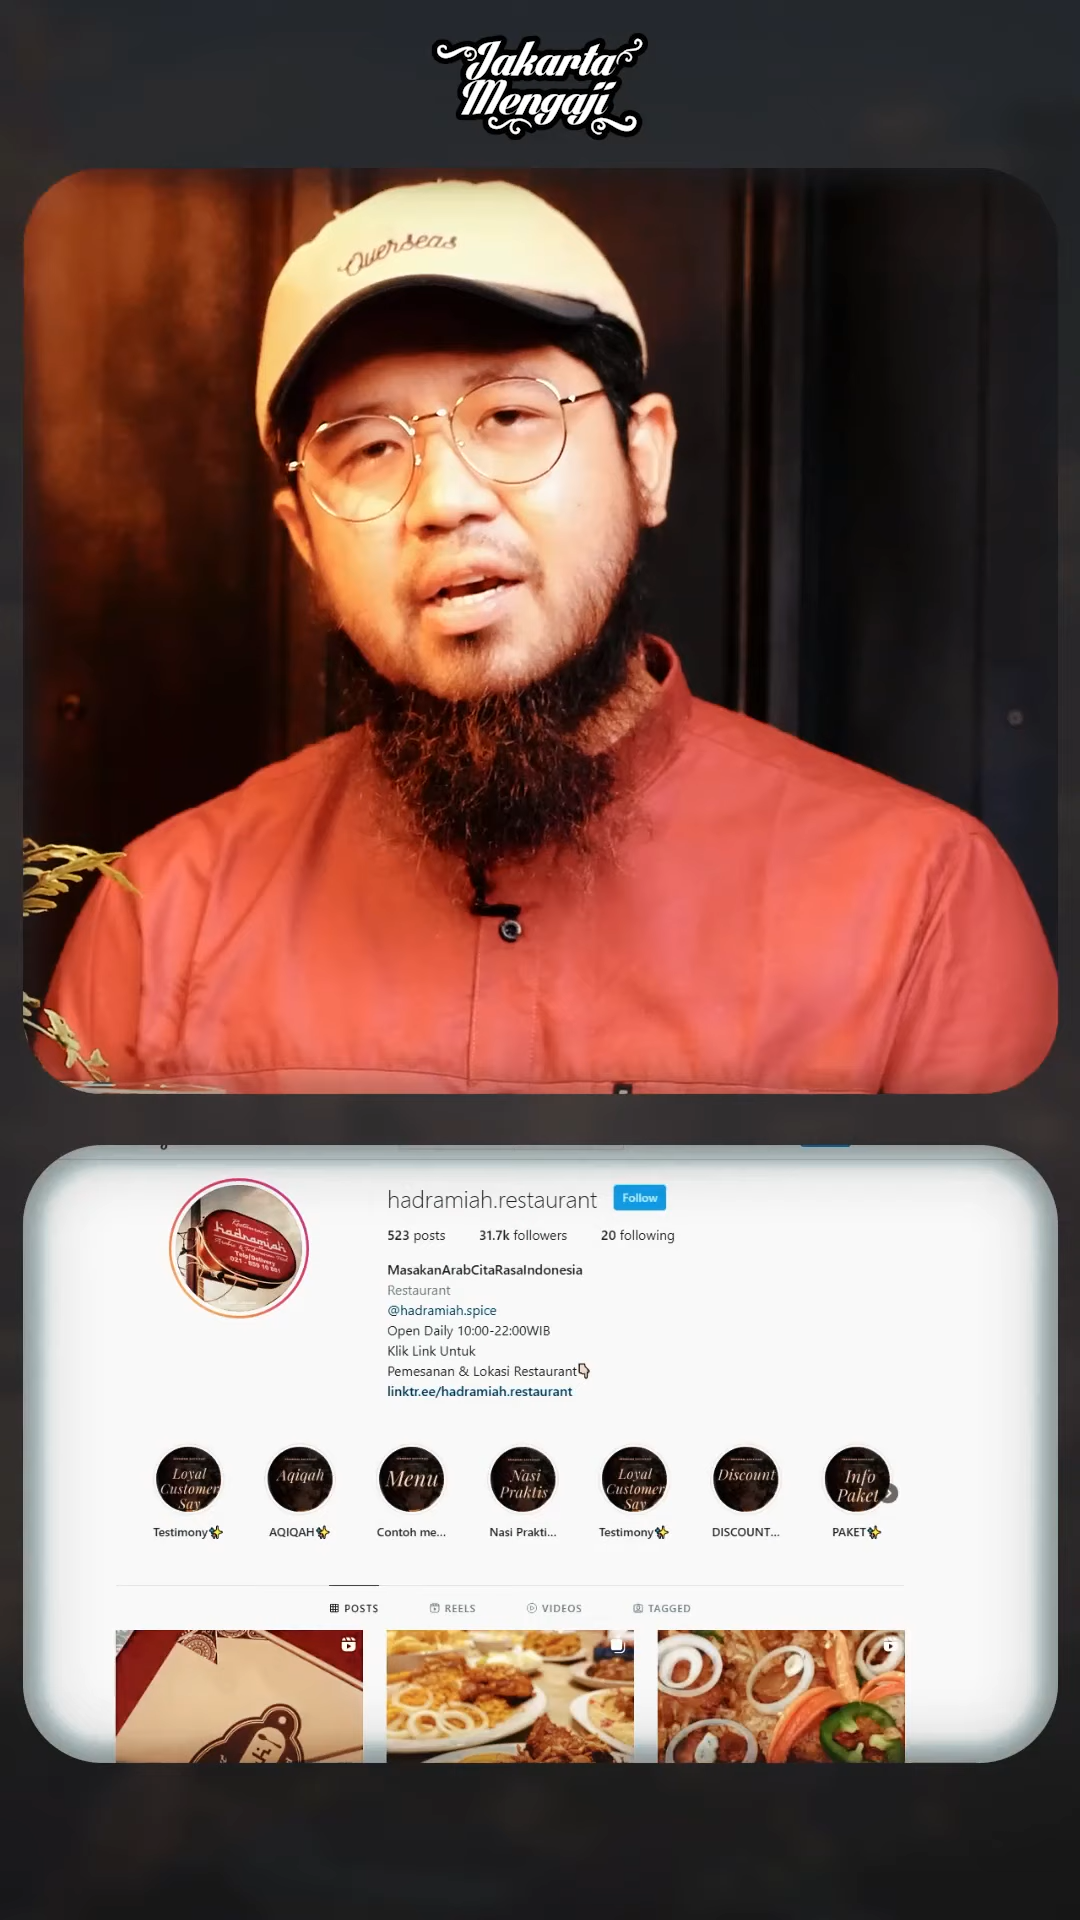 Jakarta
Mengaji
Overseas
hadramiah.restaurant
Follow
523 posts 31.7k followers 20 following
MasakanArabCitaRasaIndonesia
Restaurant
@hadramiah.spice
Open Daily 10:00-22:00WIB
Klik Link Untuk
Pemesanan & Lokasi Restaurant
linktr.ee/hadramiah.restaurant
Restaurant
hadramiah
Loyal
Customer
Say
Aqiqah
Menu
Nasi
Praktis
Loyal
Customer
Say
Discount
Info
Paket
Testimony
AQIQAH
Contoh me...
Nasi Prakti...
Testimony
DISCOUNT...
PAKET
POSTS
REELS
VIDEOS
TAGGED